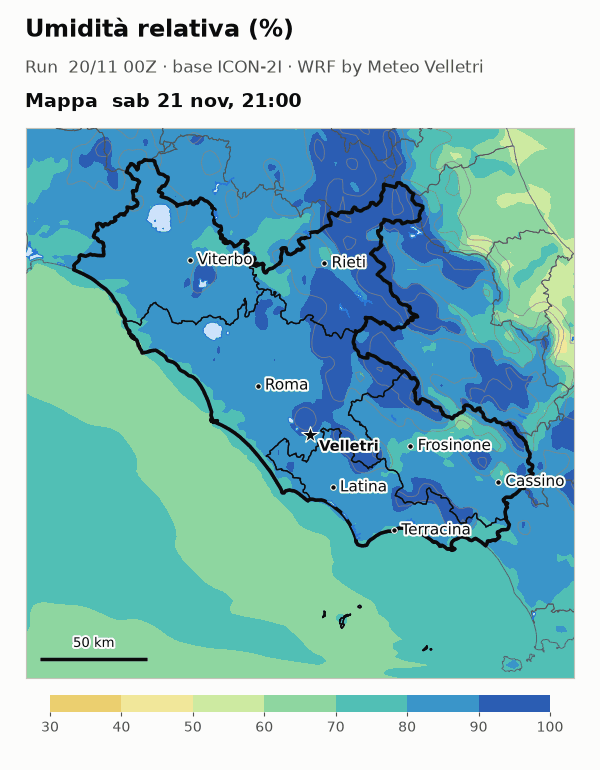 Umidità relativa (%)
Run  20/11 00Z · base ICON-2I · WRF by Meteo Velletri
Mappa  sab 21 nov, 21:00
Viterbo
Rieti
Roma
Velletri
Frosinone
Cassino
Latina
Terracina
50 km
30 40 50 60 70 80 90 100